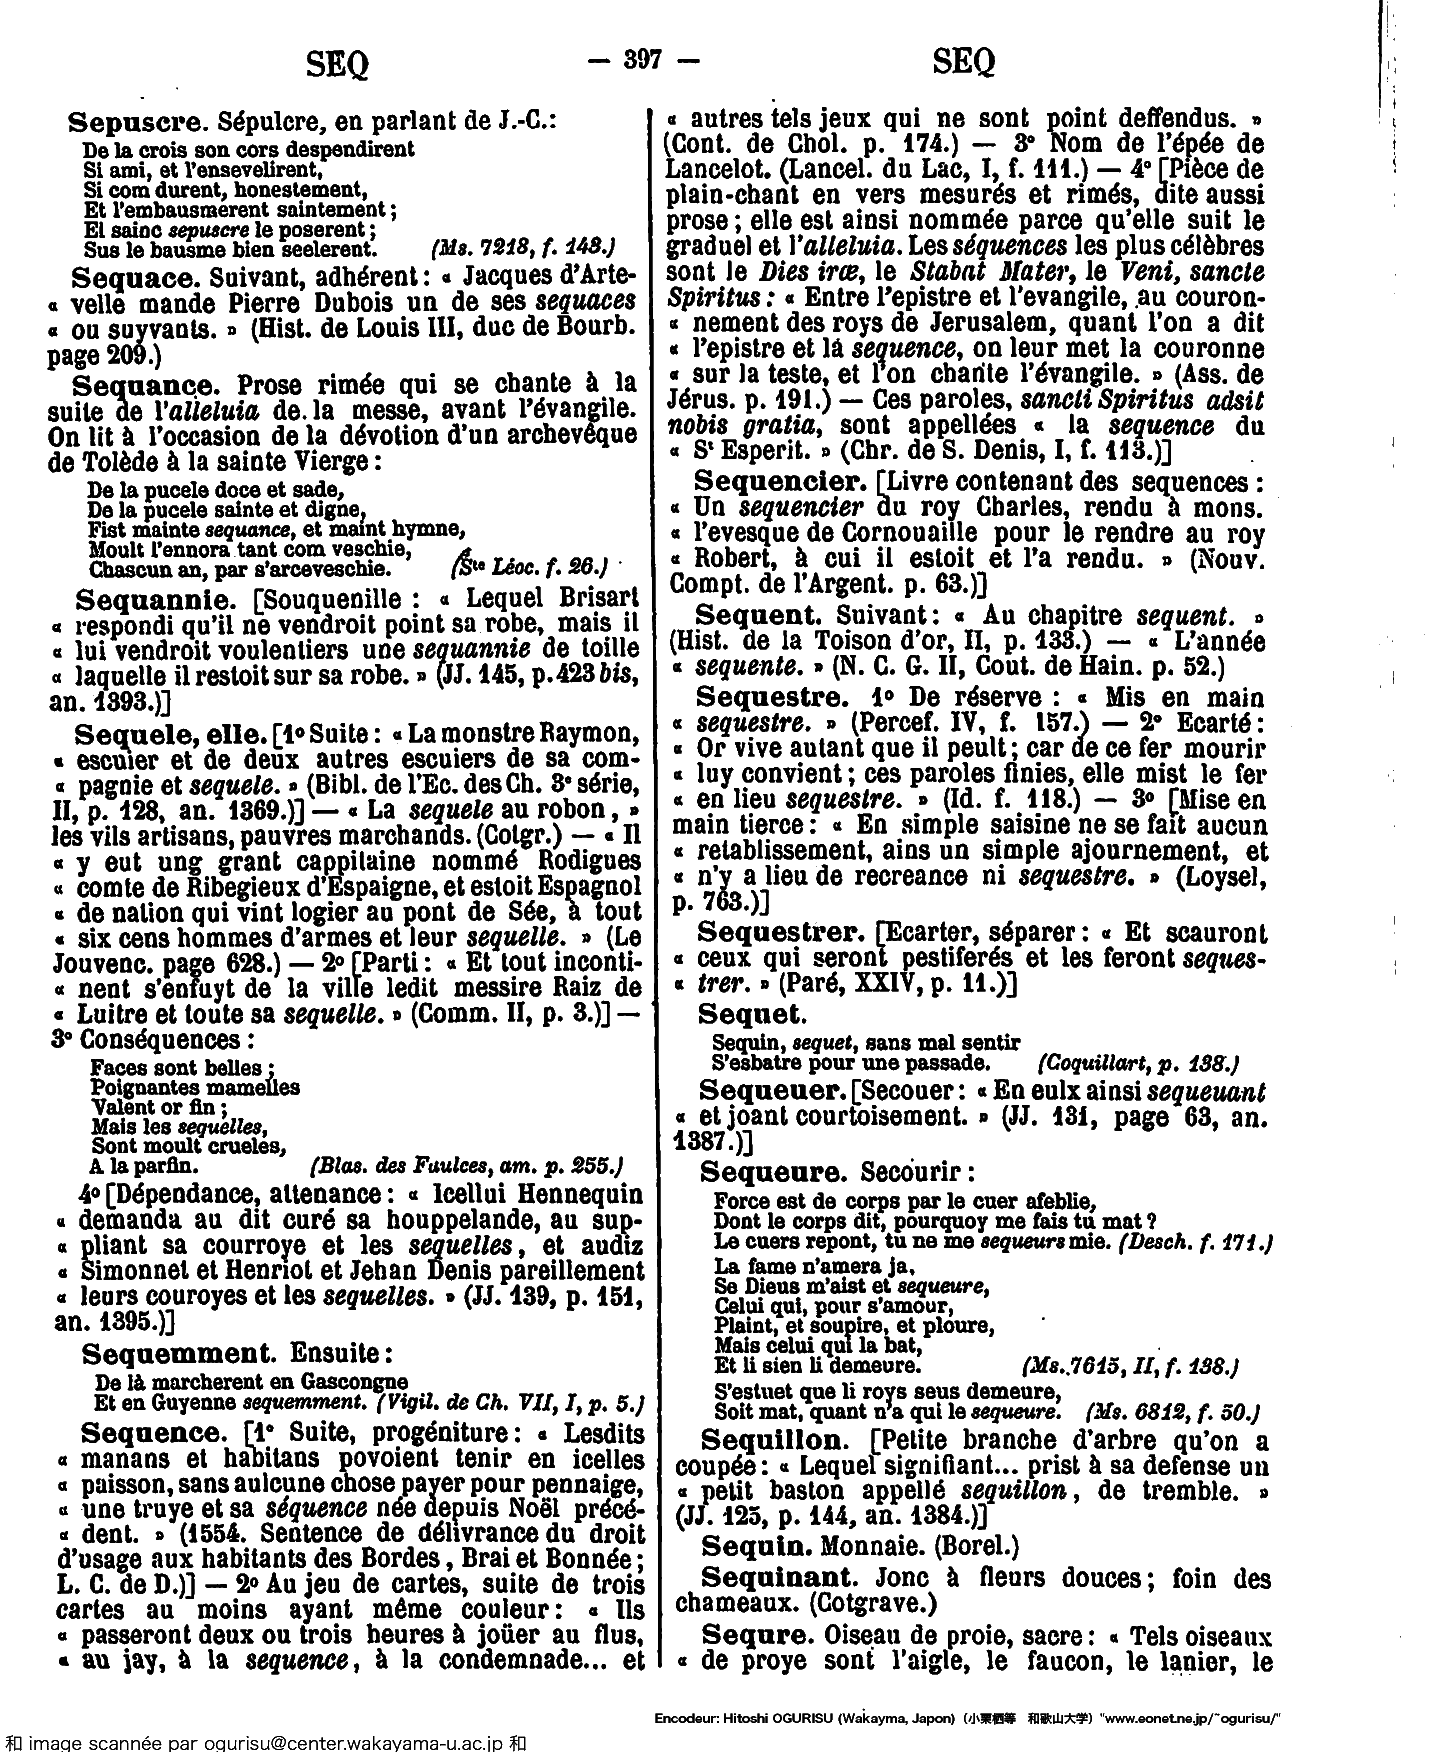 SEQ
— 397 —
SEQ
Sepuscre. Sépulcre, en parlant de J.-C.:
De la crois son cors despendirent
Si ami, et l'ensevelirent,
Si com durent, honestement,
Et l'embausmerent saintement ;
El sainc sepuscre le poserent ;
Sus le bausme bien seelerent. (Ms. 7218, f. 143.)
Sequace. Suivant, adhérent : « Jacques d'Arte-
« velle mande Pierre Dubois un de ses sequaces
« ou suyvants. » (Hist. de Louis III, duc de Bourb.
page 209.)
Sequance. Prose rimée qui se chante à la
suite de l'alleluia de la messe, avant l'évangile.
On lit à l'occasion de la dévotion d'un archevêque
de Tolède à la sainte Vierge :
De la pucele doce et sade,
De la pucele sainte et digne,
Fist mainte sequance, et maint hymne,
Moult l'ennora tant com veschie,
Chascun an, par s'arceveschie. (Ste Léoc. f. 26.)
Sequannie. [Souquenille : « Lequel Brisart
« respondi qu'il ne vendroit point sa robe, mais il
« lui vendroit voulentiers une sequannie de toille
« laquelle il restoit sur sa robe. » (JJ. 145, p. 423 bis,
an. 1393.)]
Sequele, elle. [1o Suite : « La monstre Raymon,
« escuier et de deux autres escuiers de sa com-
« pagnie et sequele. » (Bibl. de l'Ec. des Ch. 3e série,
II, p. 128, an. 1369.)] — « La sequele au robon, »
les vils artisans, pauvres marchands. (Cotgr.) — « Il
« y eut ung grant cappitaine nommé Rodigues
« comte de Ribegieux d'Espaigne, et estoit Espagnol
« de nation qui vint logier au pont de Sée, à tout
« six cens hommes d'armes et leur sequelle. » (Le
Jouvenc. page 628.) — 2o [Parti : « Et tout inconti-
« nent s'enfuyt de la ville ledit messire Raiz de
« Luitre et toute sa sequelle. » (Comm. II, p. 3.)] —
3o Conséquences :
Faces sont belles ;
Poignantes mamelles
Valent or fin ;
Mais les sequelles,
Sont moult crueles,
A la parfin. (Blas. des Faulces, am. p. 255.)
4o [Dépendance, attenance : « Icellui Hennequin
« demanda au dit curé sa houppelande, au sup-
« pliant sa courroye et les sequelles, et audiz
« Simonnet et Henriot et Jehan Denis pareillement
« leurs couroyes et les sequelles. » (JJ. 139, p. 151,
an. 1395.)]
Sequemment. Ensuite :
De là marcherent en Gascongne
Et en Guyenne sequemment. (Vigil. de Ch. VII, I, p. 5.)
Sequence. [1o Suite, progéniture : « Lesdits
« manans et habitans povoient tenir en icelles
« paisson, sans aulcune chose payer pour pennaige,
« une truye et sa séquence née depuis Noël précé-
« dent. » (1554. Sentence de délivrance du droit
d'usage aux habitants des Bordes, Brai et Bonnée ;
L. C. de D.)] — 2o Au jeu de cartes, suite de trois
cartes au moins ayant même couleur : « Ils
« passeront deux ou trois heures à joüer au flus,
« au jay, à la sequence, à la condemnade... et
« autres tels jeux qui ne sont point deffendus. »
(Cont. de Chol. p. 174.) — 3o Nom de l'épée de
Lancelot. (Lancel. du Lac, I, f. 111.) — 4o [Pièce de
plain-chant en vers mesurés et rimés, dite aussi
prose ; elle est ainsi nommée parce qu'elle suit le
graduel et l'alleluia. Les séquences les plus célèbres
sont le Dies iræ, le Stabat Mater, le Veni, sancte
Spiritus : « Entre l'epistre et l'evangile, au couron-
« nement des roys de Jerusalem, quant l'on a dit
« l'epistre et la sequence, on leur met la couronne
« sur la teste, et l'on chante l'évangile. » (Ass. de
Jérus. p. 191.) — Ces paroles, sancti Spiritus adsit
nobis gratia, sont appellées « la sequence du
« St Esperit. » (Chr. de S. Denis, I, f. 113.)]
Sequencier. [Livre contenant des sequences :
« Un sequencier du roy Charles, rendu à mons.
« l'evesque de Cornouaille pour le rendre au roy
« Robert, à cui il estoit et l'a rendu. » (Nouv.
Compt. de l'Argent. p. 63.)]
Sequent. Suivant : « Au chapitre sequent. »
(Hist. de la Toison d'or, II, p. 133.) — « L'année
« sequente. » (N. C. G. II, Cout. de Hain. p. 52.)
Sequestre. 1o De réserve : « Mis en main
« sequestre. » (Percef. IV, f. 157.) — 2o Ecarté :
« Or vive autant que il peult ; car de ce fer mourir
« luy convient ; ces paroles finies, elle mist le fer
« en lieu sequestre. » (Id. f. 118.) — 3o [Mise en
main tierce : « En simple saisine ne se fait aucun
« retablissement, ains un simple ajournement, et
« n'y a lieu de recreance ni sequestre. » (Loysel,
p. 763.)]
Sequestrer. [Ecarter, séparer : « Et scauront
« ceux qui seront pestiferés et les feront seques-
« trer. » (Paré, XXIV, p. 11.)]
Sequet.
Sequin, sequet, sans mal sentir
S'esbatre pour une passade. (Coquillart, p. 138.)
Sequeuer. [Secouer : « En eulx ainsi sequeuant
« et joant courtoisement. » (JJ. 131, page 63, an.
1387.)]
Sequeure. Secourir :
Force est de corps par le cuer afeblie,
Dont le corps dit, pourquoy me fais tu mat ?
Le cuers repont, tu ne me sequeurs mie. (Desch. f. 171.)
La fame n'amera ja,
Se Dieus m'aist et sequeure,
Celui qui, pour s'amour,
Plaint, et soupire, et ploure,
Mais celui qui la bat,
Et li sien li demeure. (Ms. 7615, II, f. 138.)
S'estuet que li roys seus demeure,
Soit mat, quant n'a qui le sequeure. (Ms. 6812, f. 50.)
Sequillon. [Petite branche d'arbre qu'on a
coupée : « Lequel signifiant... prist à sa defense un
« petit baston appellé sequillon, de tremble. »
(JJ. 125, p. 144, an. 1384.)]
Sequin. Monnaie. (Borel.)
Sequinant. Jonc à fleurs douces ; foin des
chameaux. (Cotgrave.)
Sequre. Oiseau de proie, sacre : « Tels oiseaux
« de proye sont l'aigle, le faucon, le lanier, le
Encodeur: Hitoshi OGURISU (Wakayma, Japon)（小栗栖等　和歌山大学）"www.eonet.ne.jp/~ogurisu/"
和 image scannée par ogurisu@center.wakayama-u.ac.jp 和